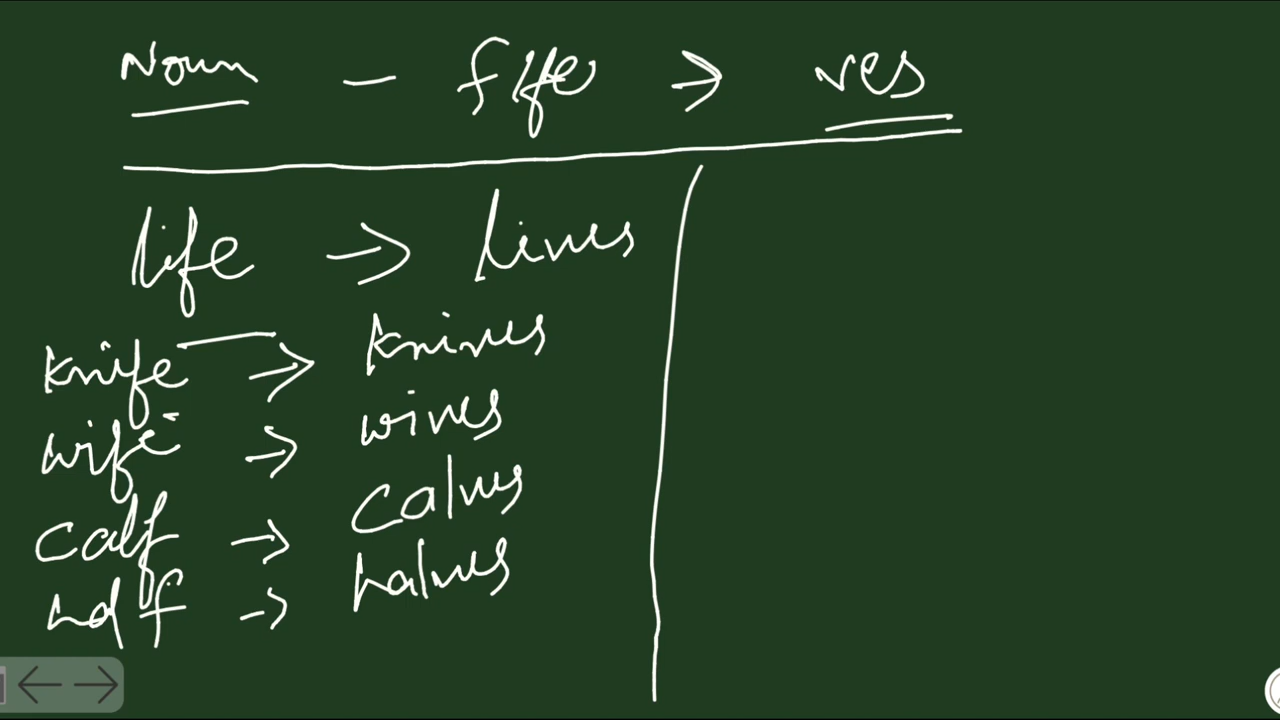 Noun - f/fe → ves
life → lives
knife → knives
wife → wives
calf → calves
half → halves